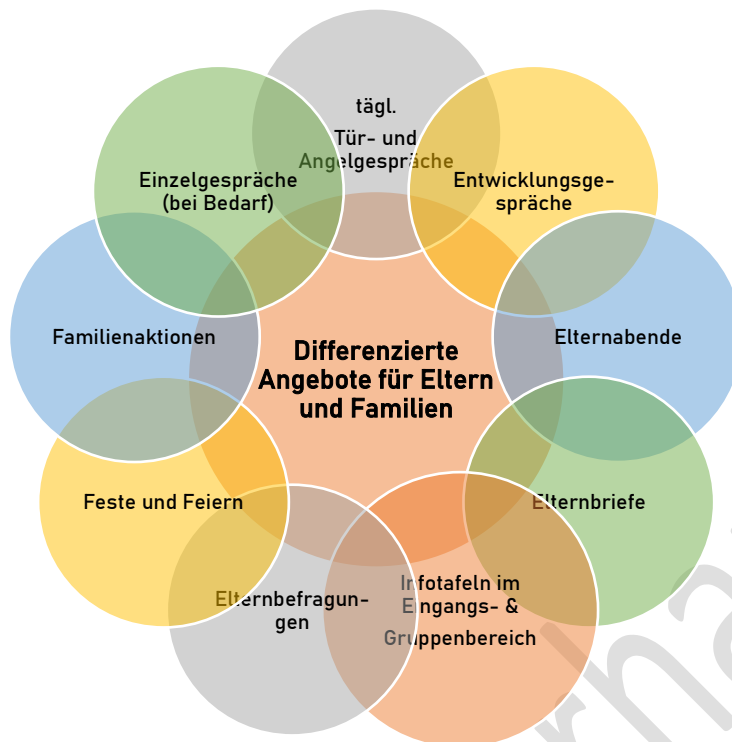 tägl.
Tür- und
Angelgespräche
Entwicklungsge-
spräche
Elternabende
Elternbriefe
Infotafeln im
Eingangs- &
Gruppenbereich
Elternbefragun-
gen
Feste und Feiern
Familienaktionen
Einzelgespräche
(bei Bedarf)
Differenzierte
Angebote für Eltern
und Familien